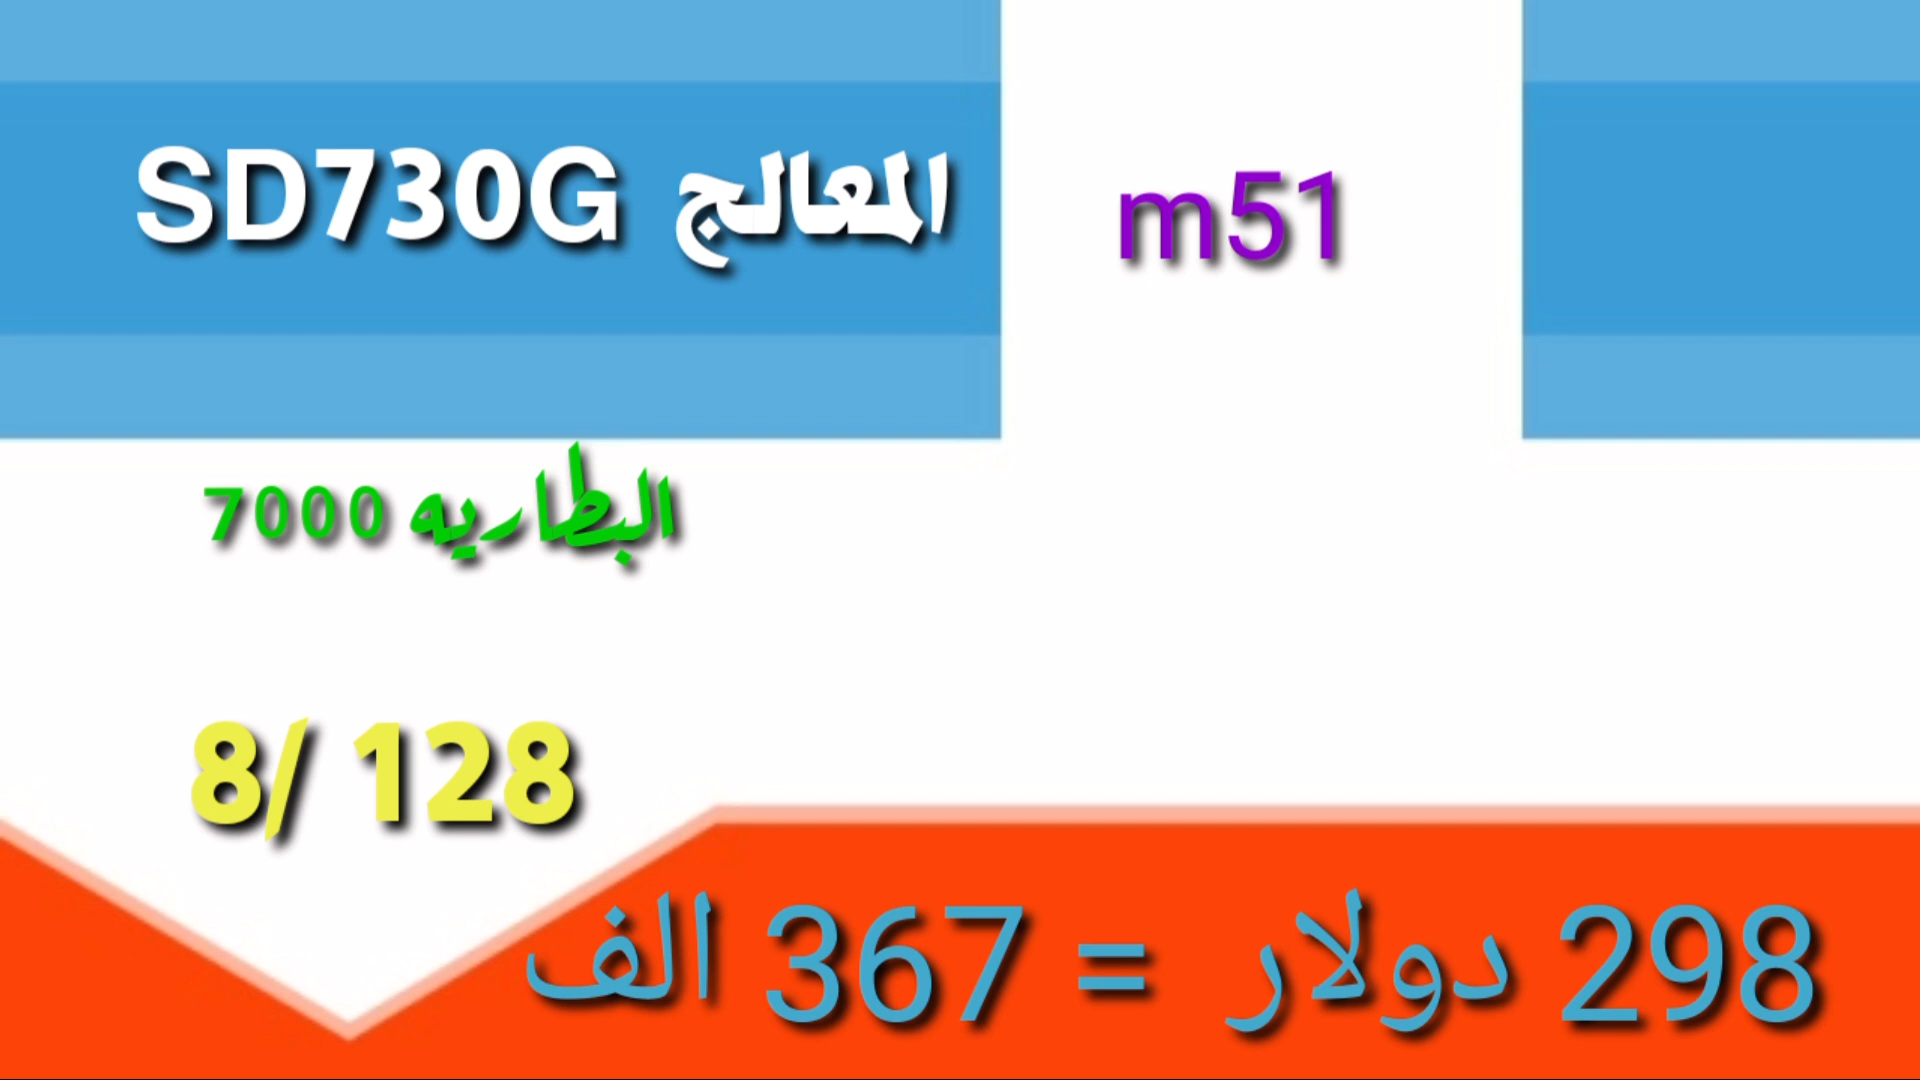 m51
المعالج SD730G
البطاريه 7000
8/ 128
298 دولار = 367 الف